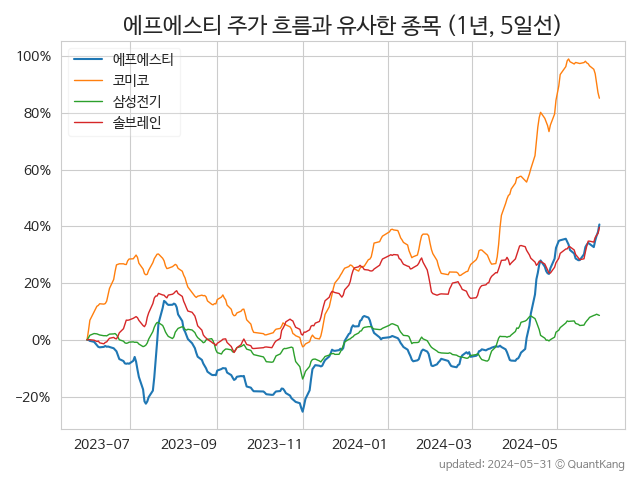 에프에스티 주가 흐름과 유사한 종목 (1년, 5일선)
100%
80%
60%
40%
20%
0%
−20%
에프에스티
코미코
삼성전기
솔브레인
2023-07 2023-09 2023-11 2024-01 2024-03 2024-05
updated: 2024-05-31 © QuantKang